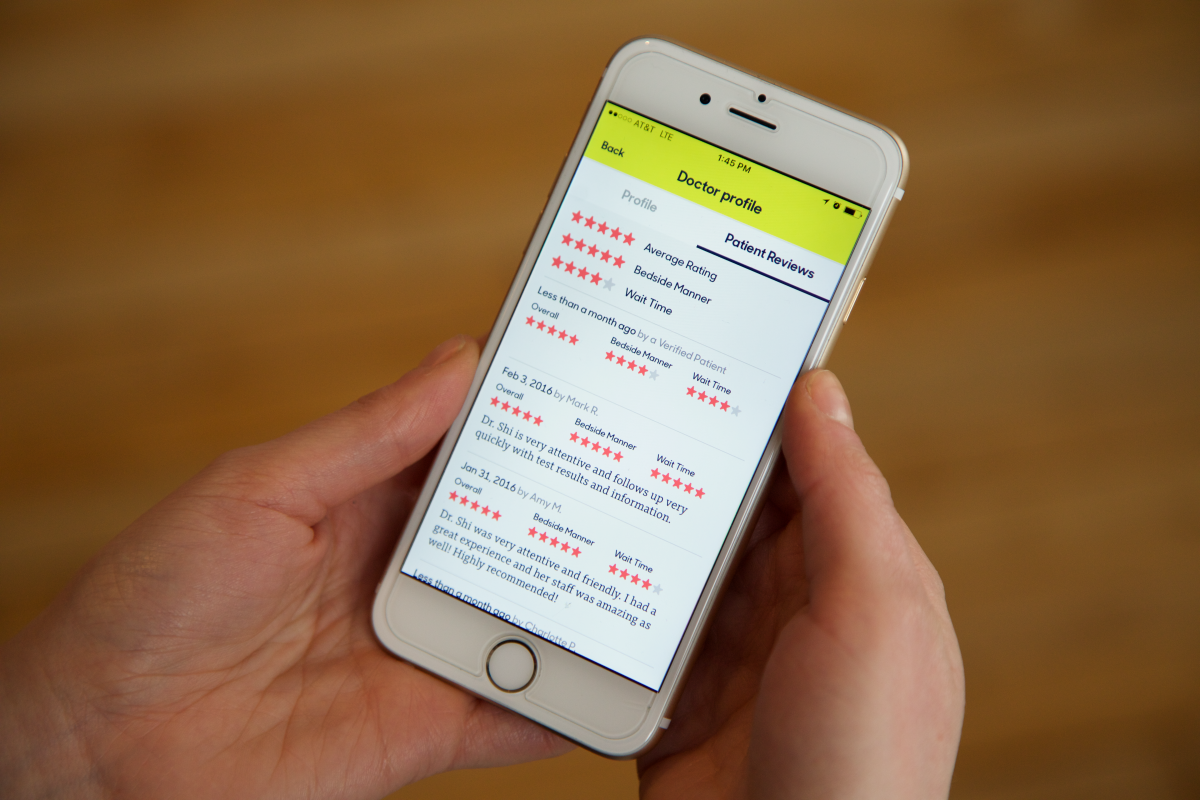 AT&T LTE
1:45 PM
Back
Doctor profile
Profile
Patient Reviews
Average Rating
Bedside Manner
Wait Time
Less than a month ago by a Verified Patient
Overall
Bedside Manner
Wait Time
Feb 3, 2016 by Mark R.
Overall
Bedside Manner
Wait Time
Dr. Shi is very attentive and follows up very
quickly with test results and information.
Jan 31, 2016 by Amy M.
Overall
Bedside Manner
Wait Time
Dr. Shi was very attentive and friendly. I had a
great experience and her staff was amazing as
well! Highly recommended!
Less than a month ago by Charlotte P.